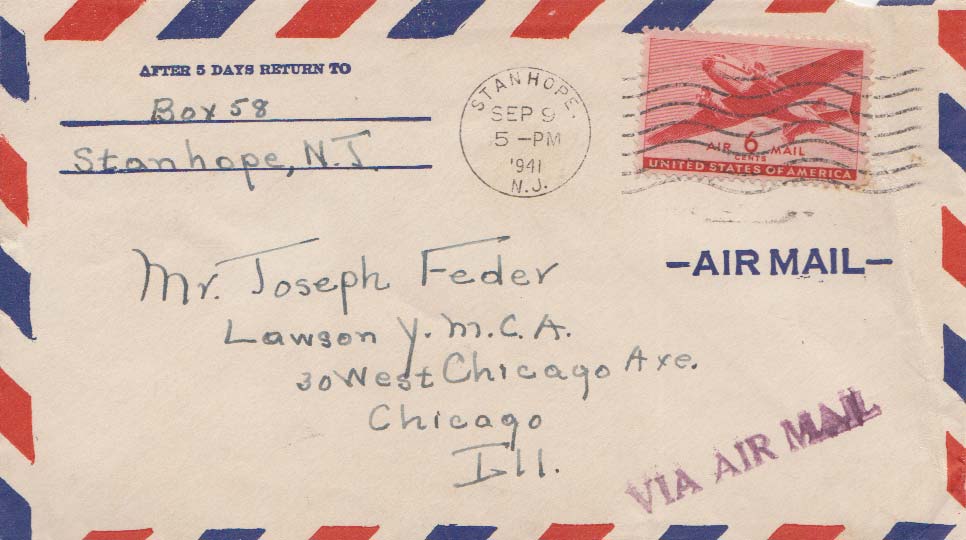 AFTER 5 DAYS RETURN TO
Box 58
Stanhope, N.J.
STANHOPE.
SEP 9
5-PM
1941
N.J.
AIR 6 MAIL
CENTS
UNITED STATES OF AMERICA
-AIR MAIL-
Mr. Joseph Feder
Lawson Y.M.C.A.
30 West Chicago Axe.
Chicago
Ill.
VIA AIR MAIL